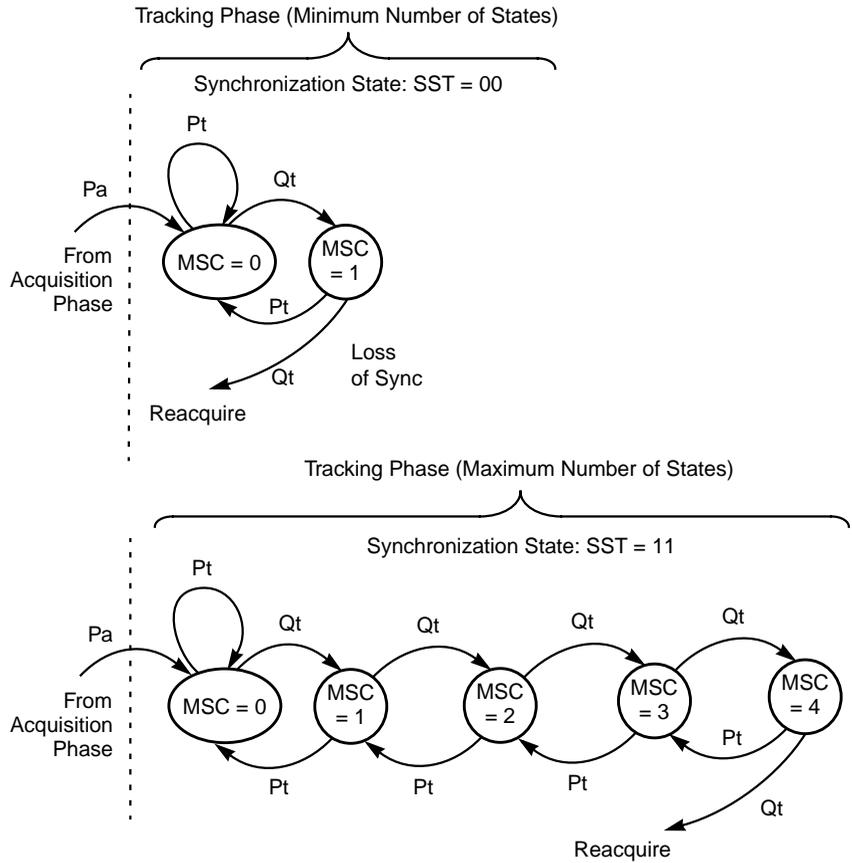 Tracking Phase (Minimum Number of States)
Synchronization State: SST = 00
Pt
Qt
Pa
MSC = 0
MSC
= 1
From
Acquisition
Phase
Pt
Loss
of Sync
Qt
Reacquire
Tracking Phase (Maximum Number of States)
Synchronization State: SST = 11
Pt
Qt
Qt
Qt
Qt
Pa
MSC = 0
MSC
= 1
MSC
= 2
MSC
= 3
MSC
= 4
From
Acquisition
Phase
Pt
Pt
Pt
Pt
Qt
Reacquire